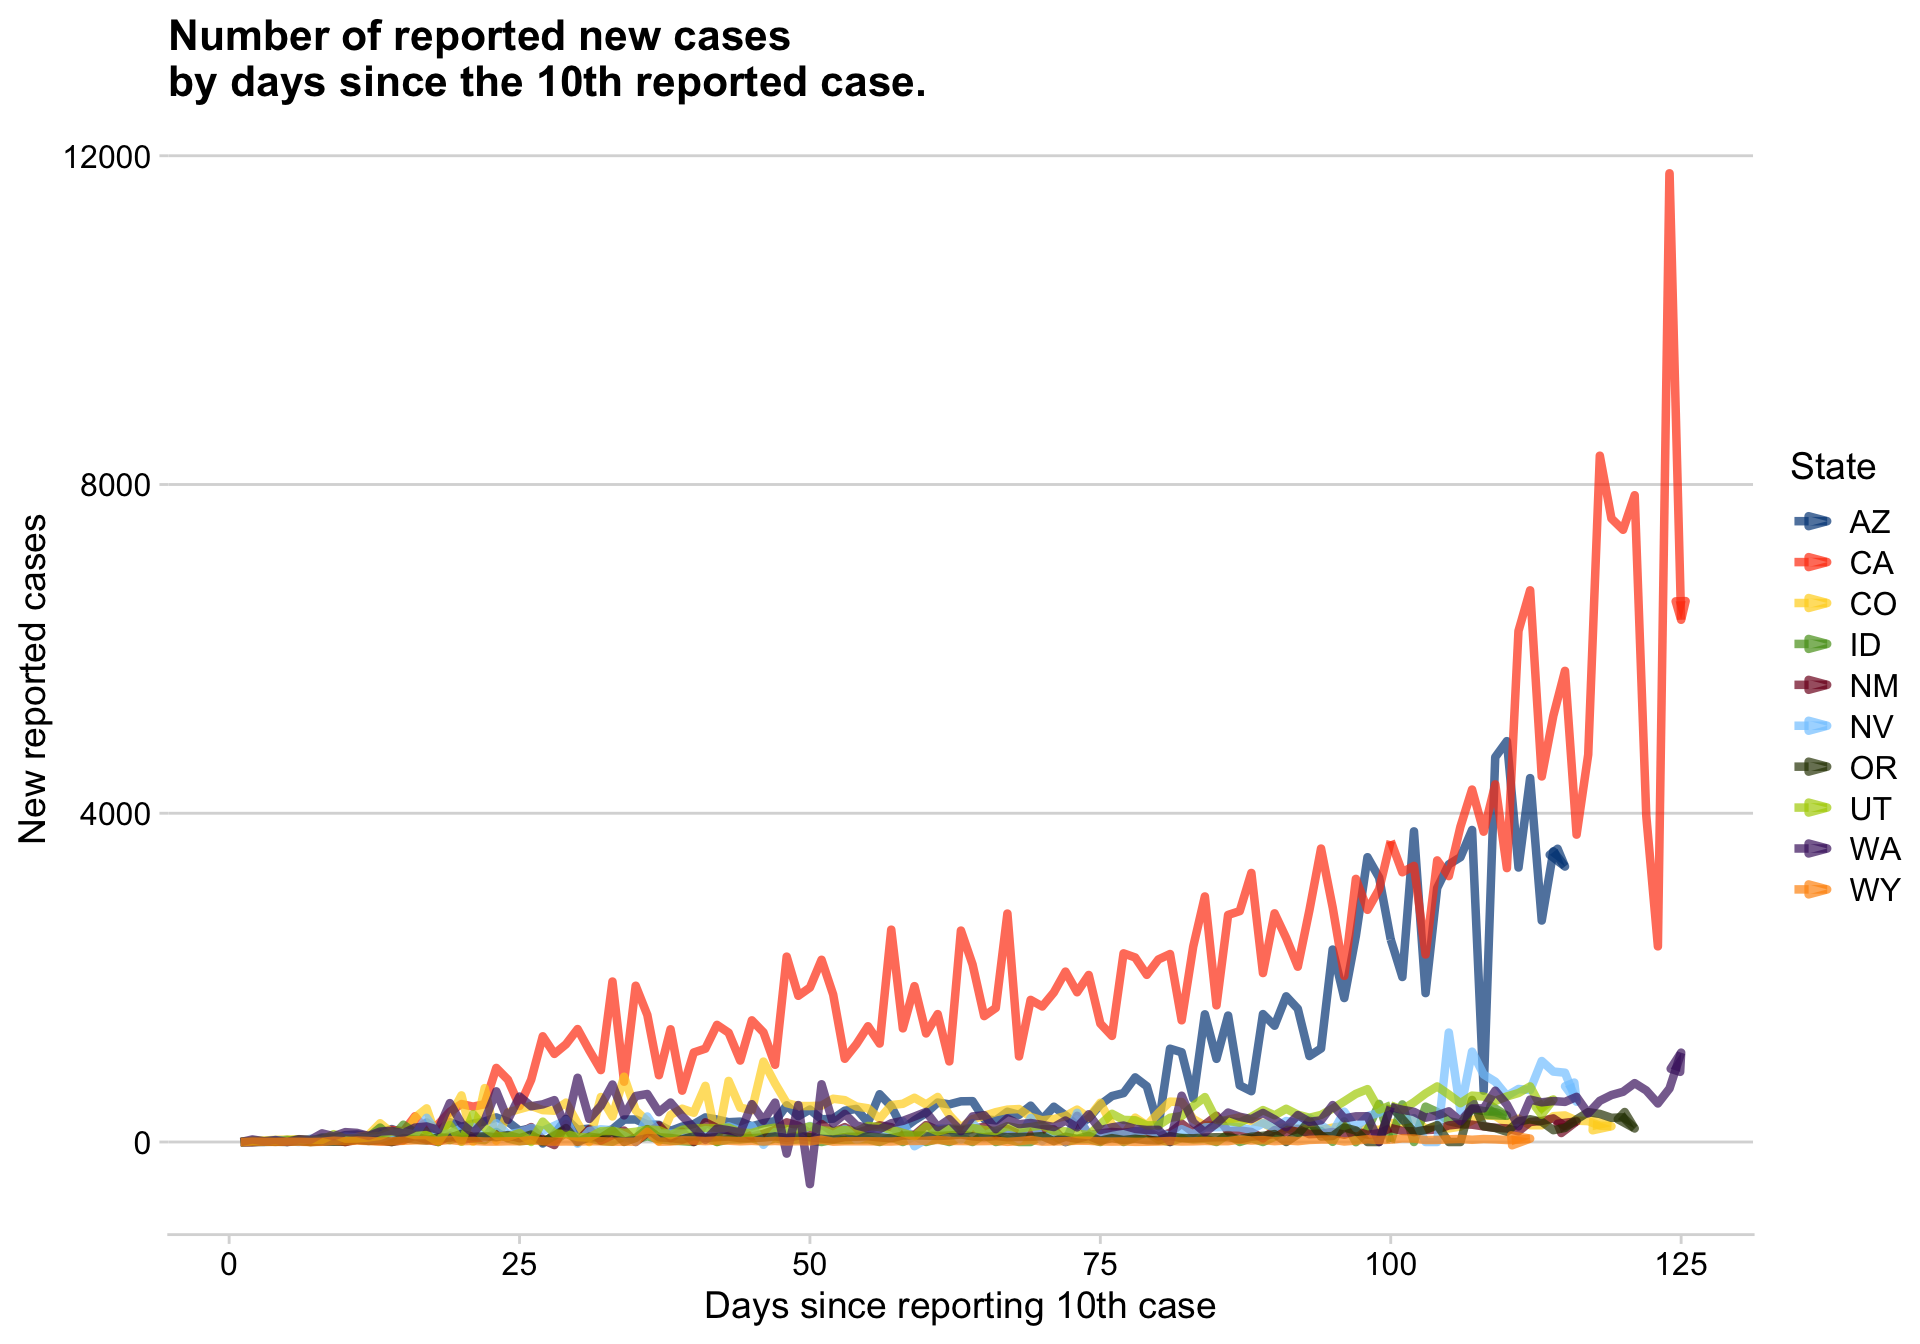 Number of reported new cases
by days since the 10th reported case.
12000
8000
4000
0
New reported cases
0 25 50 75 100 125
Days since reporting 10th case
State
AZ
CA
CO
ID
NM
NV
OR
UT
WA
WY